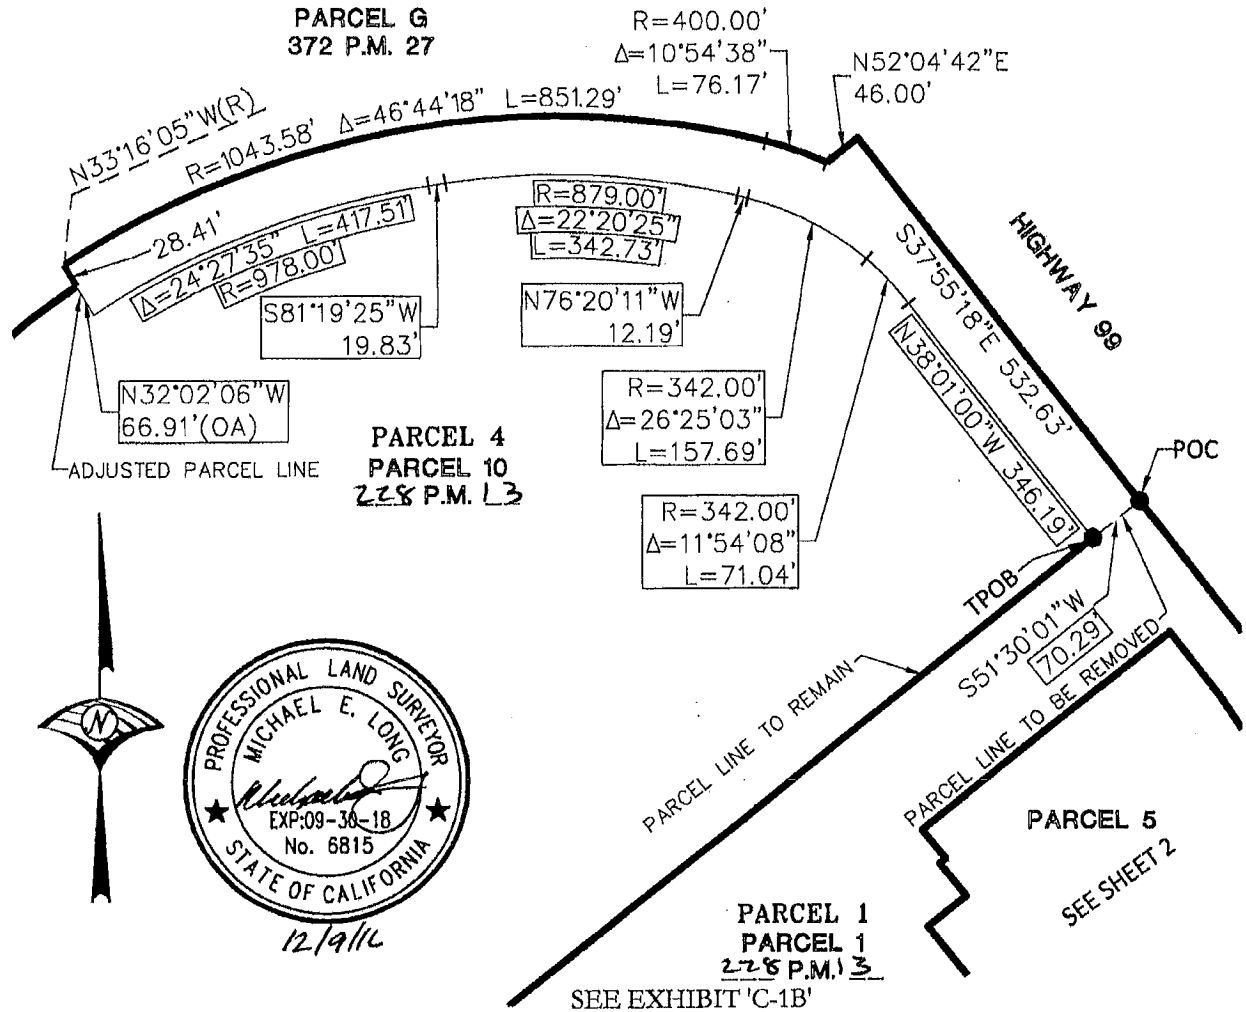 PARCEL G
372 P.M. 27
R=400.00'
Δ=10°54'38"
L=76.17'
N52°04'42"E
46.00'
N33°16'05"W(R)
R=1043.58' Δ=46°44'18" L=851.29'
28.41'
Δ=24°27'35" L=417.51'
R=978.00'
R=879.00'
Δ=22°20'25"
L=342.73'
S81°19'25"W
19.83'
N76°20'11"W
12.19'
HIGHWAY 99
S37°55'18"E 532.63'
N38°01'00"W 346.19'
N32°02'06"W
66.91'(OA)
ADJUSTED PARCEL LINE
PARCEL 4
PARCEL 10
228 P.M. 13
R=342.00'
Δ=26°25'03"
L=157.69'
R=342.00'
Δ=11°54'08"
L=71.04'
POC
TPOB
S51°30'01"W
70.29'
PARCEL LINE TO REMAIN
PARCEL LINE TO BE REMOVED
N
PROFESSIONAL LAND SURVEYOR
MICHAEL E. LONG
EXP:09-30-18
No. 6815
STATE OF CALIFORNIA
12/9/16
PARCEL 5
SEE SHEET 2
PARCEL 1
PARCEL 1
228 P.M. 13
SEE EXHIBIT 'C-1B'